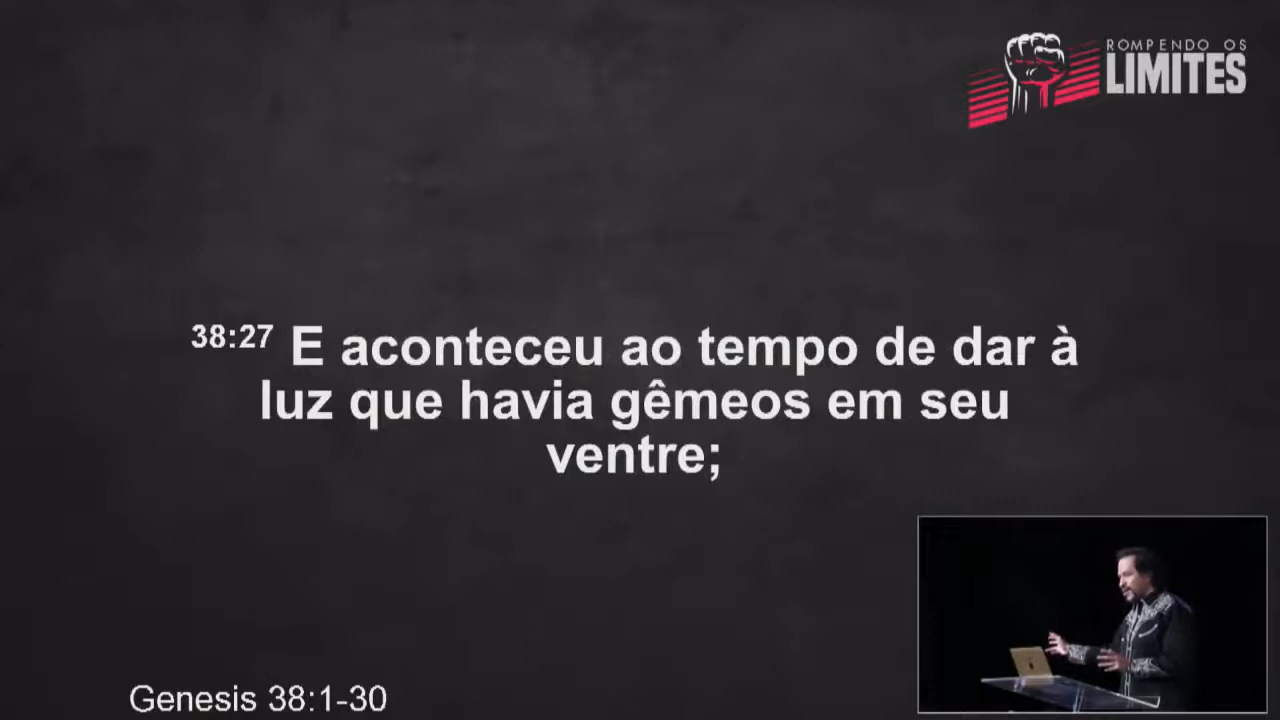 ROMPENDO OS
LIMITES
38:27 E aconteceu ao tempo de dar à
luz que havia gêmeos em seu
ventre;
Genesis 38:1-30